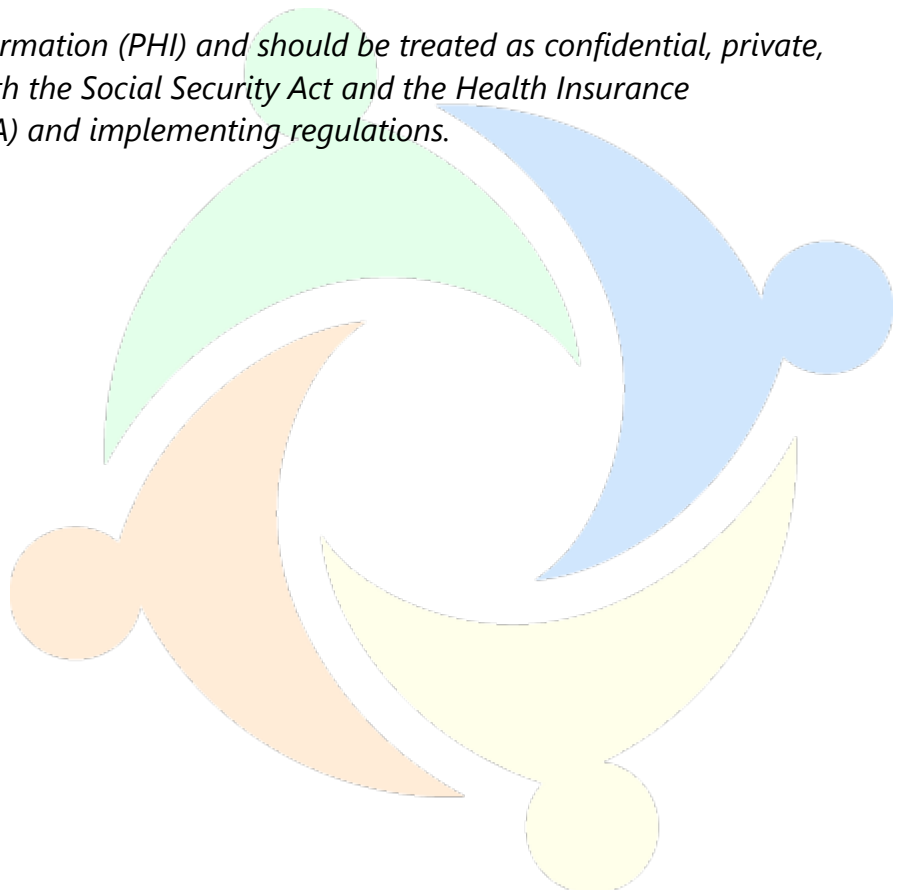 rmation (PHI) and should be treated as confidential, private,
h the Social Security Act and the Health Insurance
) and implementing regulations.